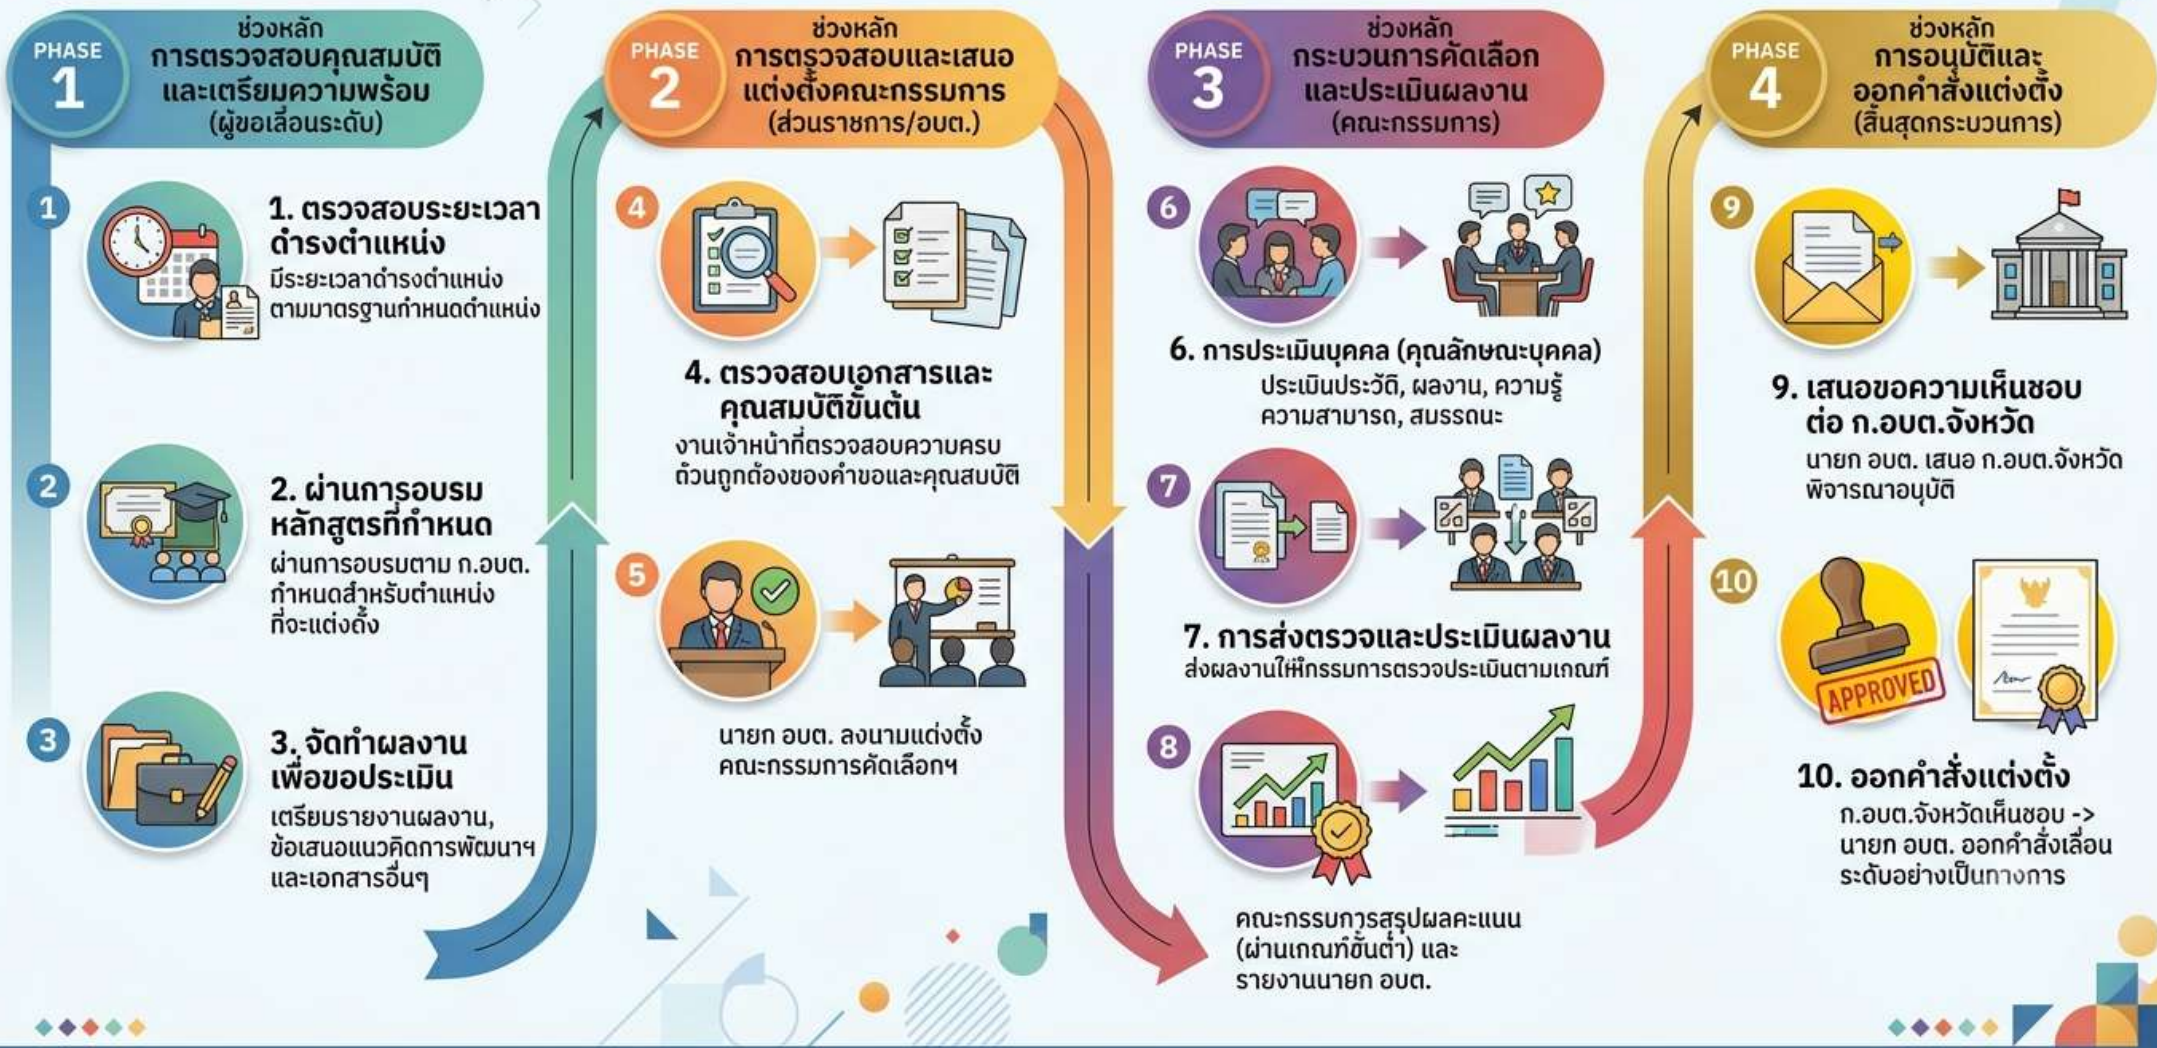 PHASE
1
ช่วงหลัก
การตรวจสอบคุณสมบัติ
และเตรียมความพร้อม
(ผู้ขอเลื่อนระดับ)
1
1. ตรวจสอบระยะเวลา
ดำรงตำแหน่ง
มีระยะเวลาดำรงตำแหน่ง
ตามมาตรฐานกำหนดตำแหน่ง
2
2. ผ่านการอบรม
หลักสูตรที่กำหนด
ผ่านการอบรมตาม ก.อบต.
กำหนดสำหรับตำแหน่ง
ที่จะแต่งตั้ง
3
3. จัดทำผลงาน
เพื่อขอประเมิน
เตรียมรายงานผลงาน,
ข้อเสนอแนวคิดการพัฒนาฯ
และเอกสารอื่นๆ
PHASE
2
ช่วงหลัก
การตรวจสอบและเสนอ
แต่งตั้งคณะกรรมการ
(ส่วนราชการ/อบต.)
4
4. ตรวจสอบเอกสารและ
คุณสมบัติขั้นต้น
งานเจ้าหน้าที่ตรวจสอบความครบ
ถ้วนถูกต้องของคำขอและคุณสบบัติ
5
นายก อบต. ลงนามแต่งตั้ง
คณะกรรมการคัดเลือกฯ
PHASE
3
ช่วงหลัก
กระบวนการคัดเลือก
และประเมินผลงาน
(คณะกรรมการ)
6
6. การประเมินบุคคล (คุณลักษณะบุคคล)
ประเมินประวัติ, ผลงาน, ความรู้
ความสามารถ, สมรรถนะ
7
7. การส่งตรวจและประเมินผลงาน
ส่งผลงานให้กรรมการตรวจประเมินตามเกณฑ์
8
คณะกรรบการสรุปผลคะแนน
(ผ่านเกณฑ์ขั้นต่ำ) และ
รายงานนายก อบต.
PHASE
4
ช่วงหลัก
การอนุบัติและ
ออกคำสั่งแต่งตั้ง
(สิ้นสุดกระบวนการ)
9
9. เสนอขอความเห็นชอบ
ต่อ ก.อบต.จังหวัด
นายก อบต. เสนอ ก.อบต.จังหวัด
พิจารณาอนุบัติ
10
APPROVED
10. ออกคำสั่งแต่งตั้ง
ก.อบต.จังหวัดเห็นชอบ ->
นายก อบต. ออกคำสั่งเลื่อน
ระดับอย่างเป็นทางการ